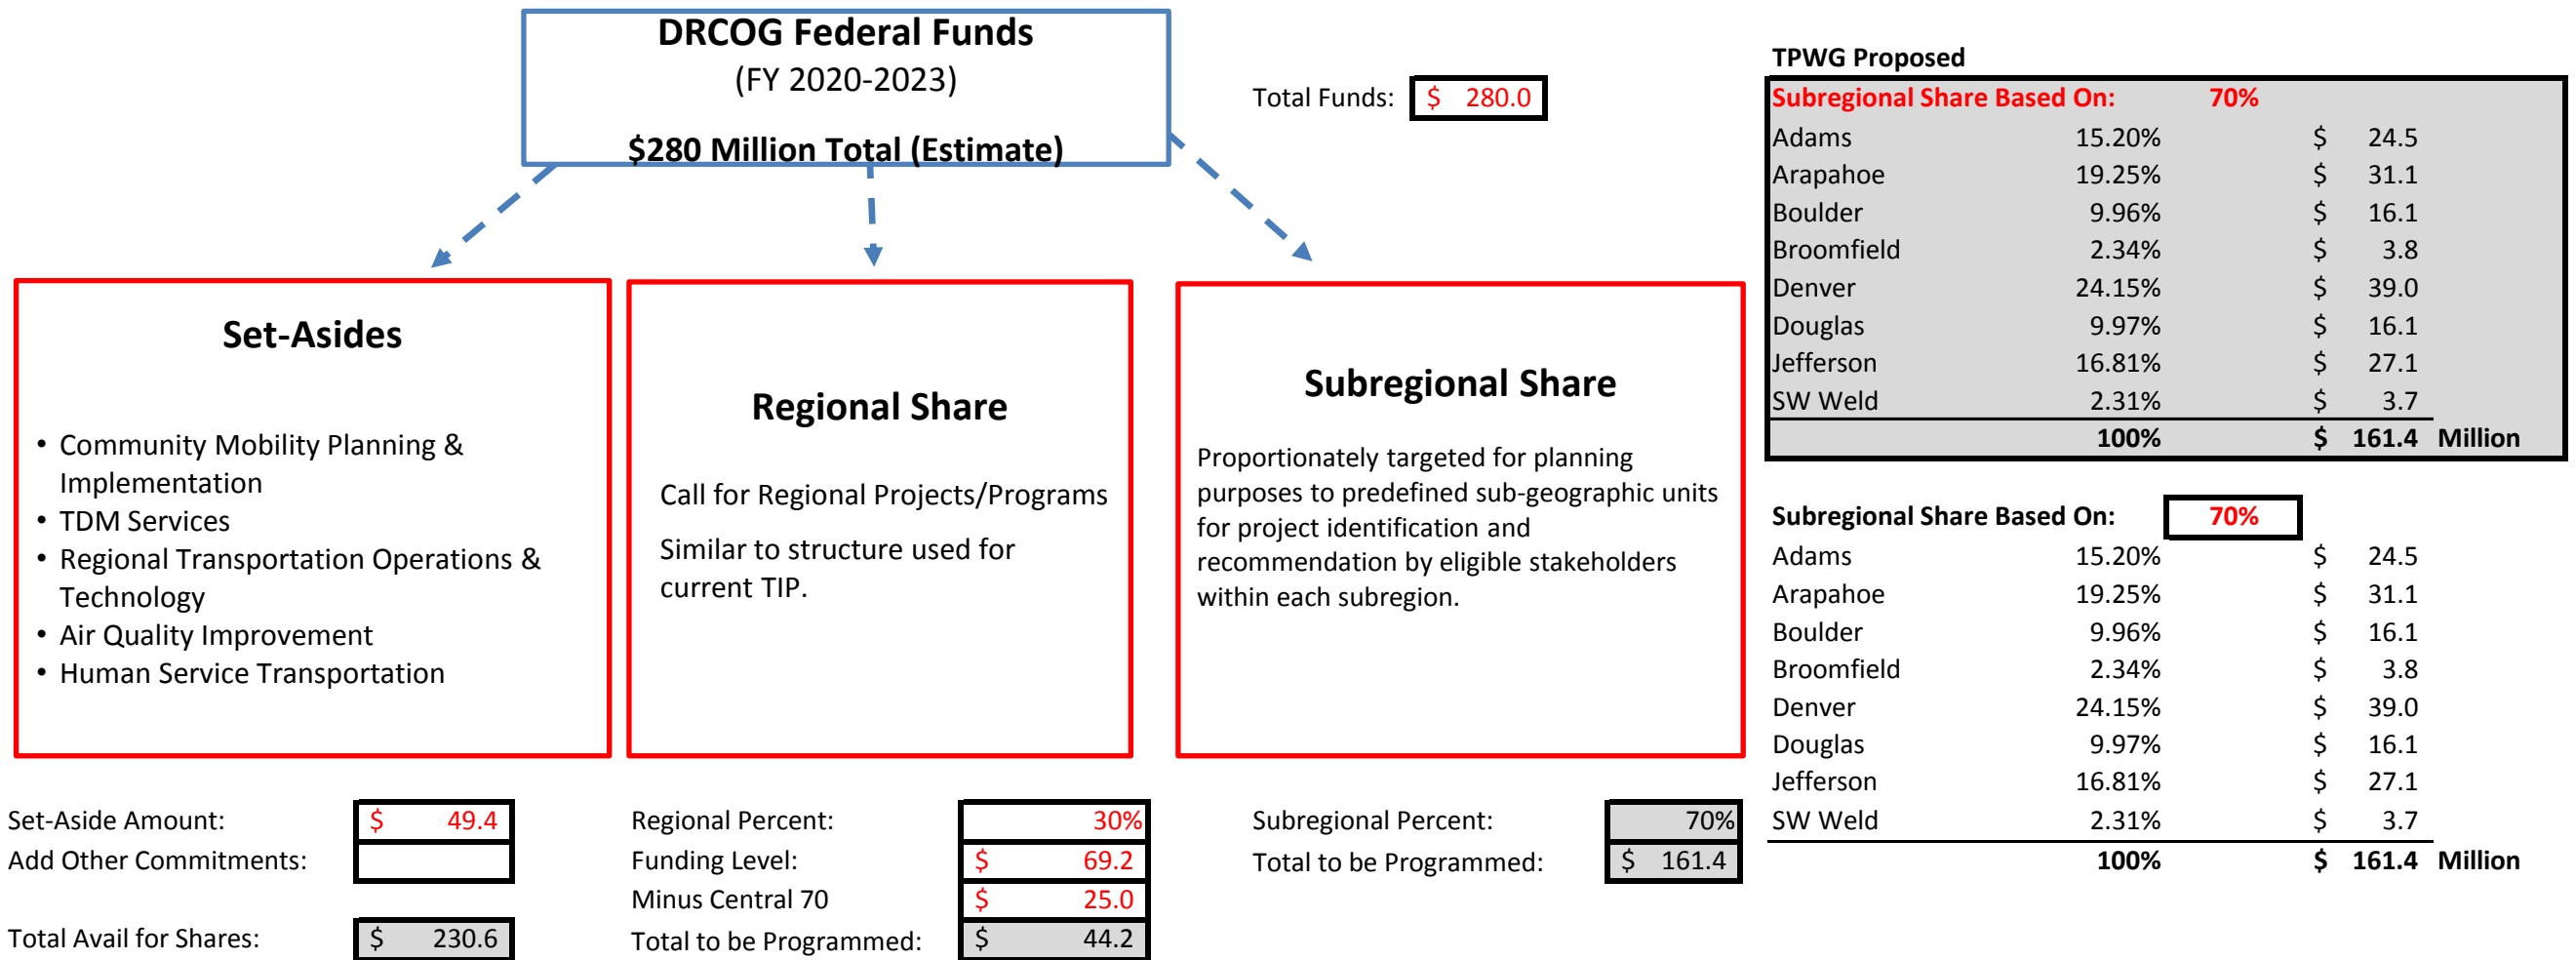 DRCOG Federal Funds
(FY 2020-2023)
$280 Million Total (Estimate)
Total Funds: $ 280.0
Set-Asides
• Community Mobility Planning &
Implementation
• TDM Services
• Regional Transportation Operations &
Technology
• Air Quality Improvement
• Human Service Transportation
Regional Share
Call for Regional Projects/Programs
Similar to structure used for
current TIP.
Subregional Share
Proportionately targeted for planning
purposes to predefined sub-geographic units
for project identification and
recommendation by eligible stakeholders
within each subregion.
Set-Aside Amount: $ 49.4
Add Other Commitments:
Total Avail for Shares: $ 230.6
Regional Percent: 30%
Funding Level: $ 69.2
Minus Central 70 $ 25.0
Total to be Programmed: $ 44.2
Subregional Percent: 70%
Total to be Programmed: $ 161.4
TPWG Proposed
Subregional Share Based On: 70%
Adams 15.20% $ 24.5
Arapahoe 19.25% $ 31.1
Boulder 9.96% $ 16.1
Broomfield 2.34% $ 3.8
Denver 24.15% $ 39.0
Douglas 9.97% $ 16.1
Jefferson 16.81% $ 27.1
SW Weld 2.31% $ 3.7
100% $ 161.4 Million
Subregional Share Based On: 70%
Adams 15.20% $ 24.5
Arapahoe 19.25% $ 31.1
Boulder 9.96% $ 16.1
Broomfield 2.34% $ 3.8
Denver 24.15% $ 39.0
Douglas 9.97% $ 16.1
Jefferson 16.81% $ 27.1
SW Weld 2.31% $ 3.7
100% $ 161.4 Million